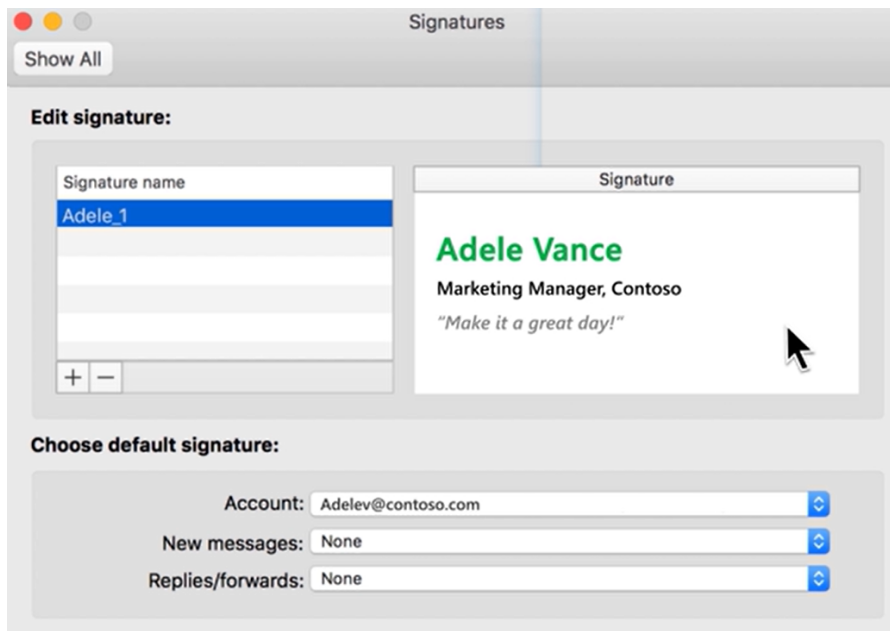 Signatures
Show All
Edit signature:
Signature name
Adele_1
Signature
Adele Vance
Marketing Manager, Contoso
"Make it a great day!"
Choose default signature:
Account: Adelev@contoso.com
New messages: None
Replies/forwards: None